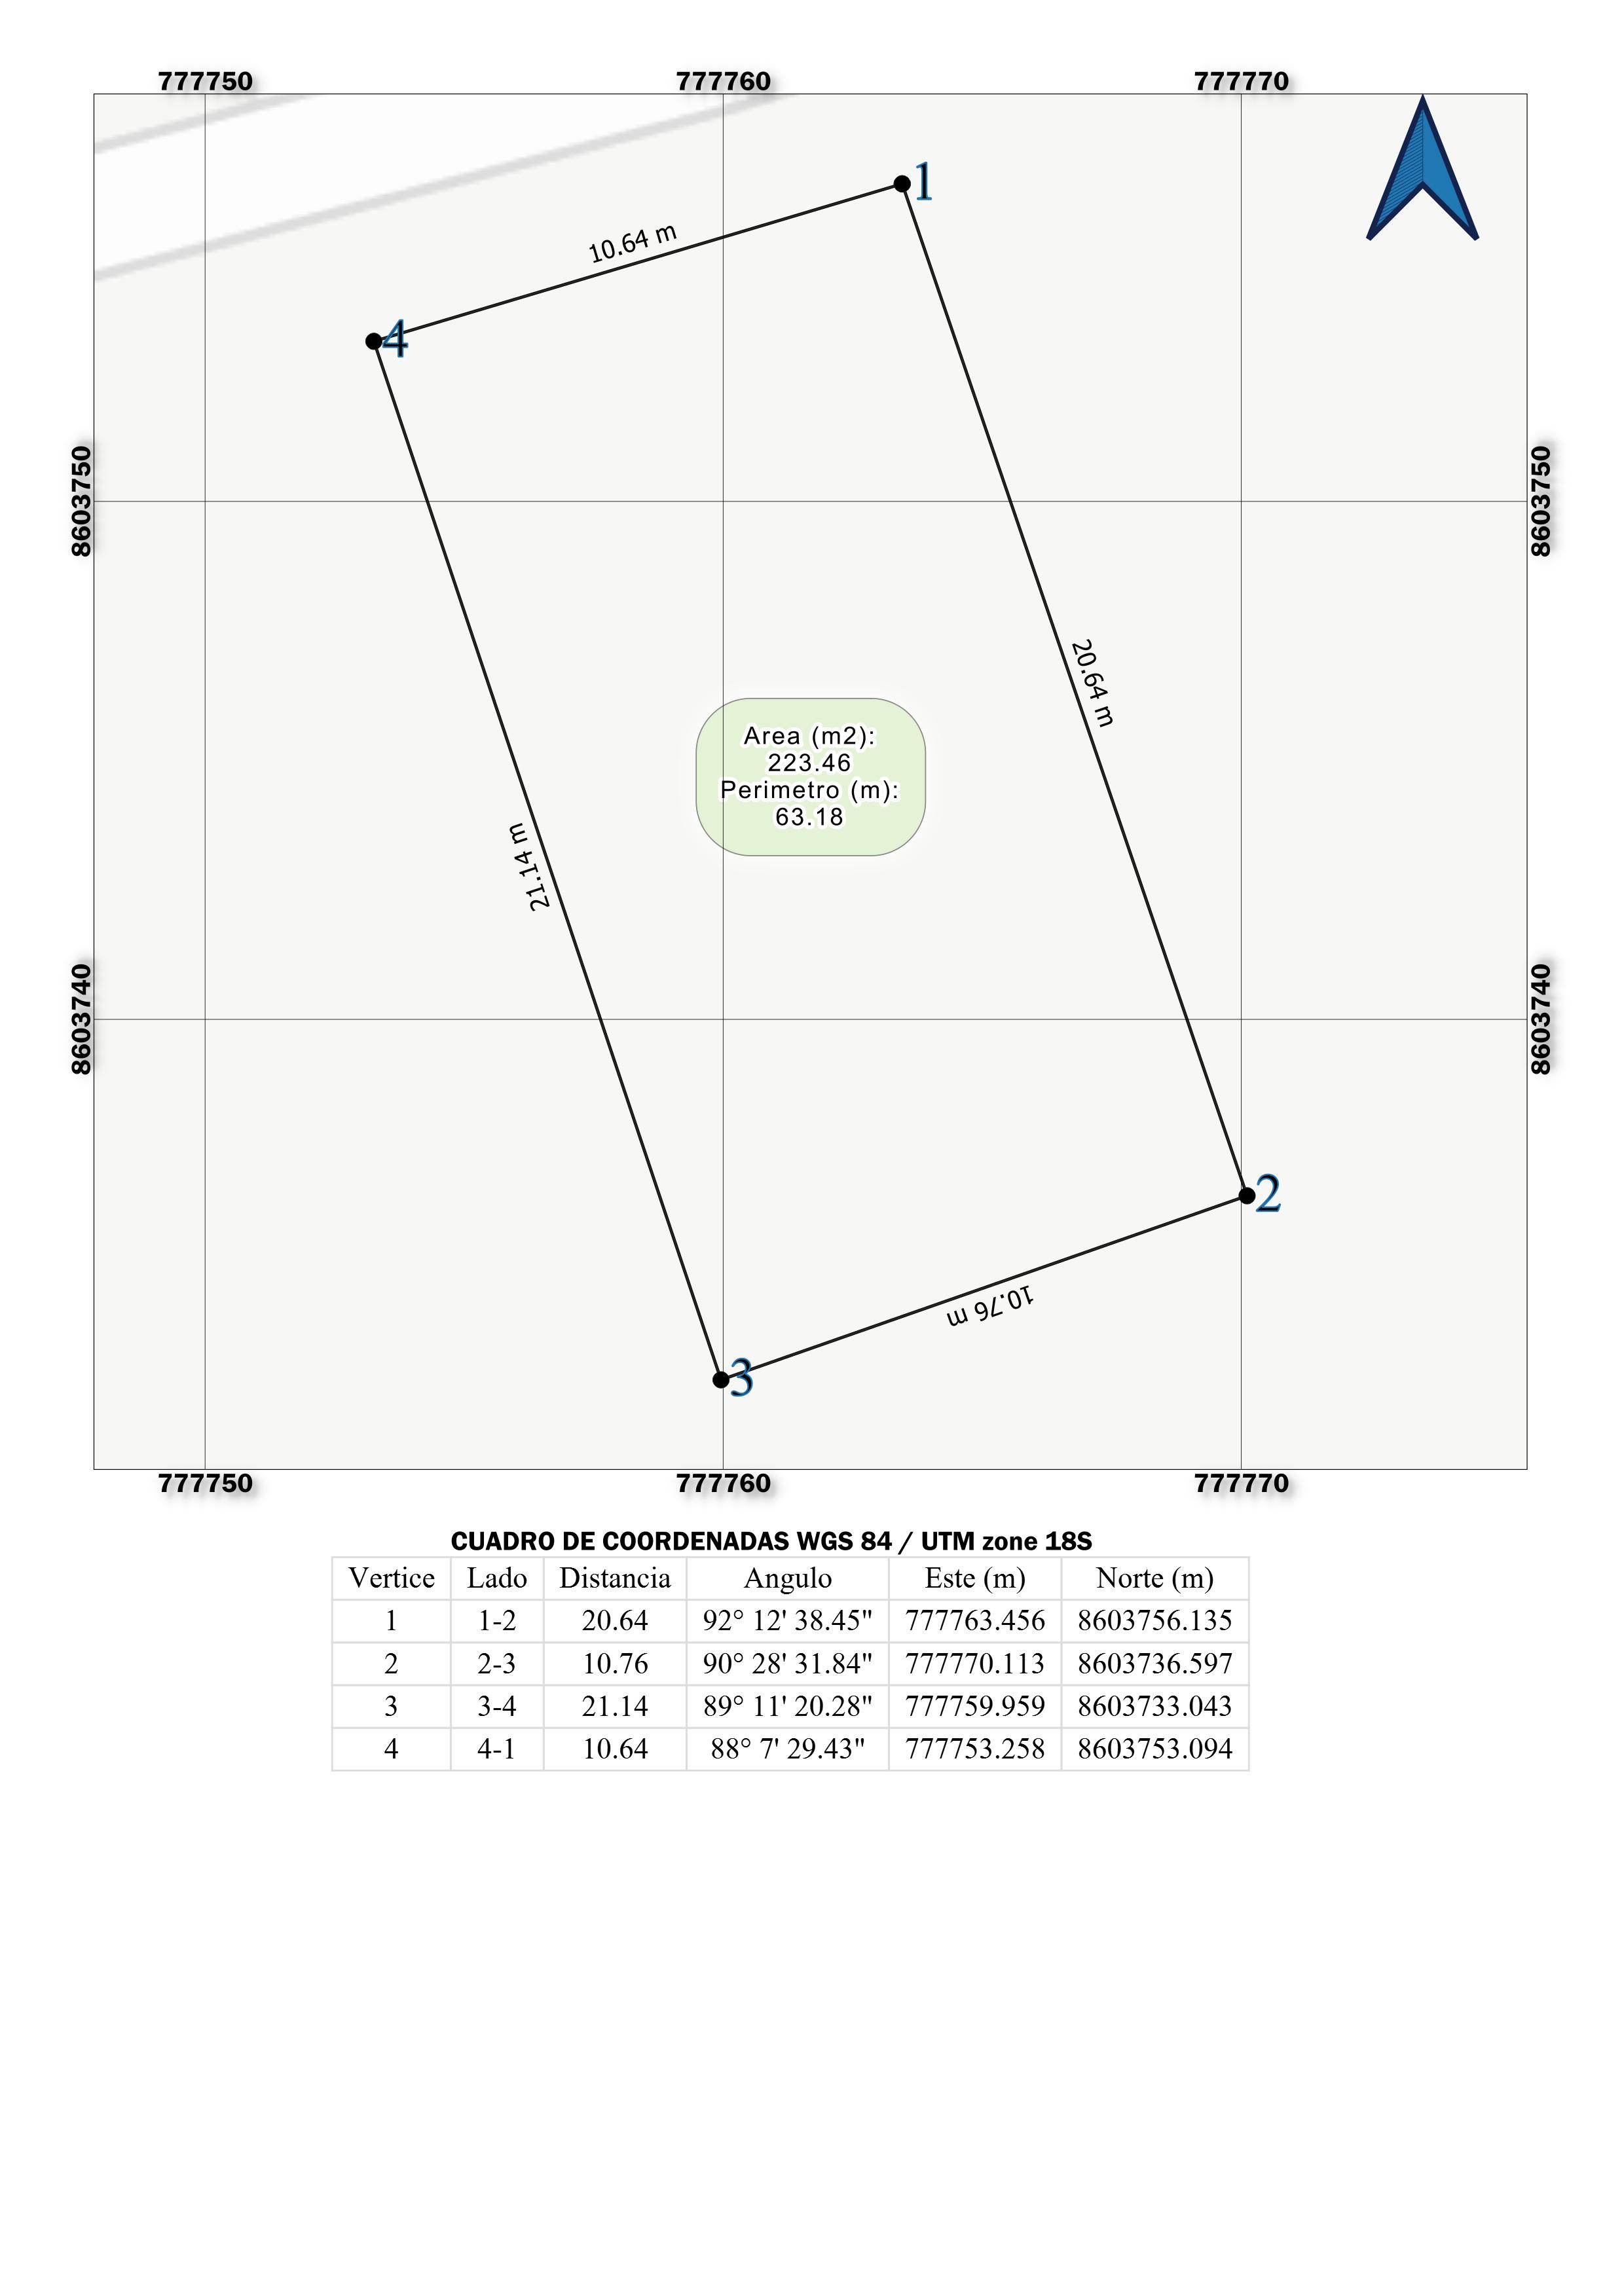 777750 777760 777770
1
10.64 m
4
8603750 8603750
20.64 m
Area (m2):
223.46
Perimetro (m):
63.18
21.14 m
8603740 8603740
2
10.76 m
3
777750 777760 777770
CUADRO DE COORDENADAS WGS 84 / UTM zone 18S
Vertice Lado Distancia Angulo Este (m) Norte (m)
1 1-2 20.64 92° 12' 38.45" 777763.456 8603756.135
2 2-3 10.76 90° 28' 31.84" 777770.113 8603736.597
3 3-4 21.14 89° 11' 20.28" 777759.959 8603733.043
4 4-1 10.64 88° 7' 29.43" 777753.258 8603753.094